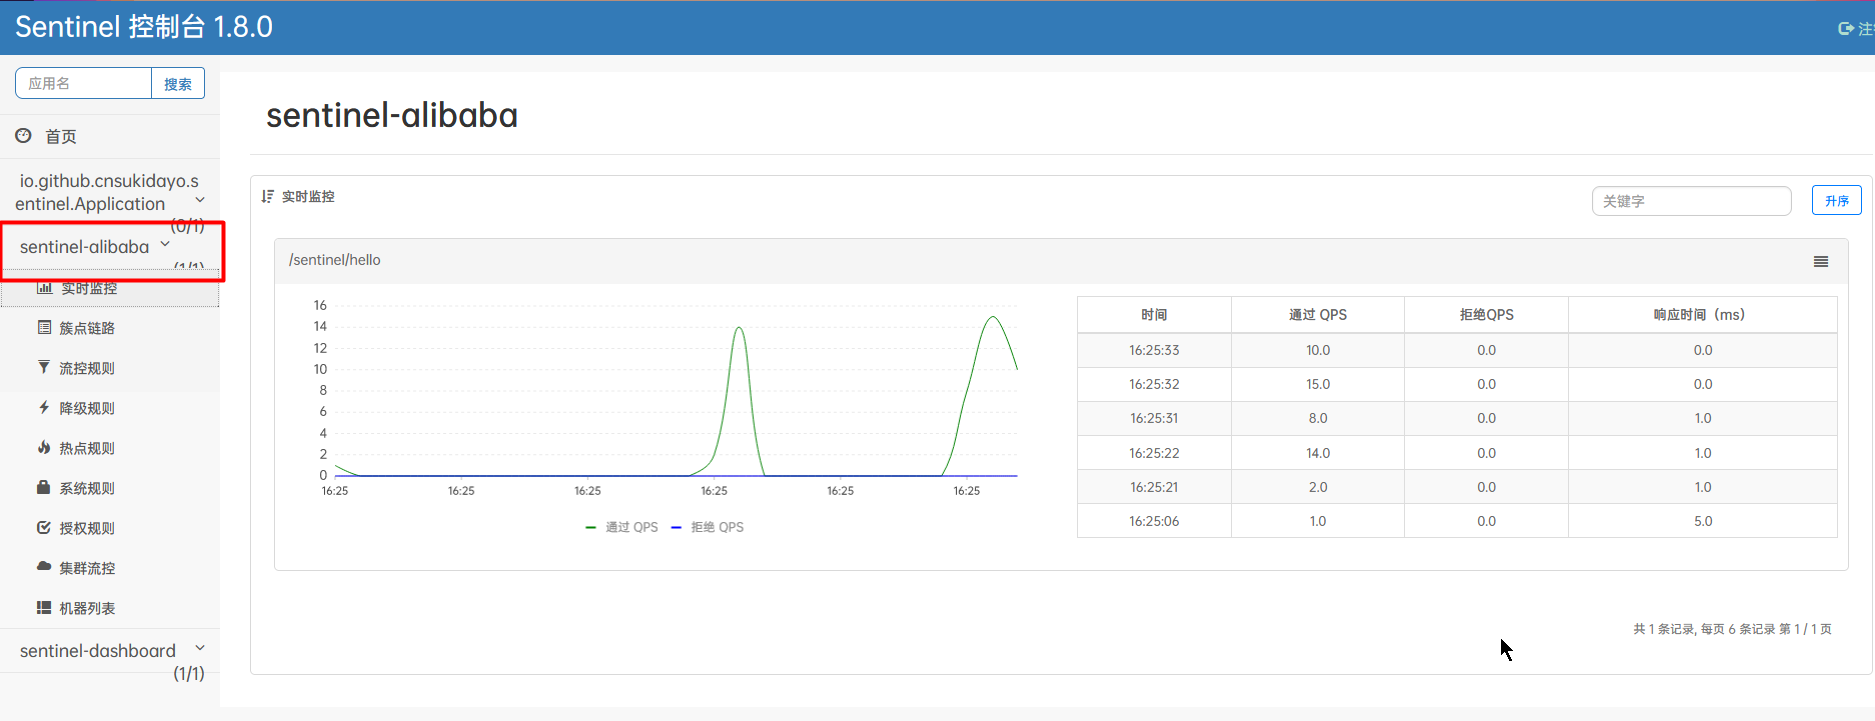 Sentinel 控制台 1.8.0
应用名
搜索
首页
io.github.cnsukidayo.s
entinel.Application
(0/1)
sentinel-alibaba
(1/1)
实时监控
簇点链路
流控规则
降级规则
热点规则
系统规则
授权规则
集群流控
机器列表
sentinel-dashboard
(1/1)
sentinel-alibaba
实时监控
关键字
升序
/sentinel/hello
16
14
12
10
8
6
4
2
0
16:25 16:25 16:25 16:25 16:25 16:25
通过 QPS 拒绝 QPS
时间 通过 QPS 拒绝QPS 响应时间（ms）
16:25:33 10.0 0.0 0.0
16:25:32 15.0 0.0 0.0
16:25:31 8.0 0.0 1.0
16:25:22 14.0 0.0 1.0
16:25:21 2.0 0.0 1.0
16:25:06 1.0 0.0 5.0
共 1 条记录, 每页 6 条记录 第 1 / 1 页